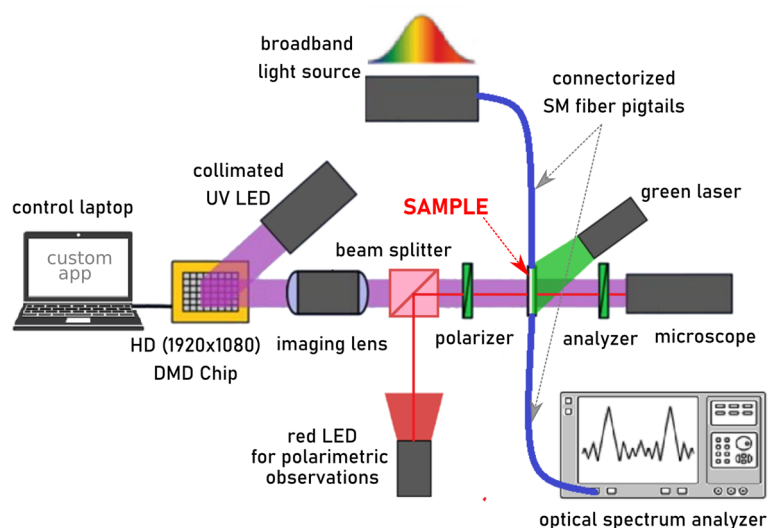 broadband
light source
connectorized
SM fiber pigtails
collimated
UV LED
green laser
control laptop
SAMPLE
beam splitter
custom
app
HD (1920x1080)
DMD Chip
imaging lens
polarizer
analyzer
microscope
red LED
for polarimetric
observations
optical spectrum analyzer